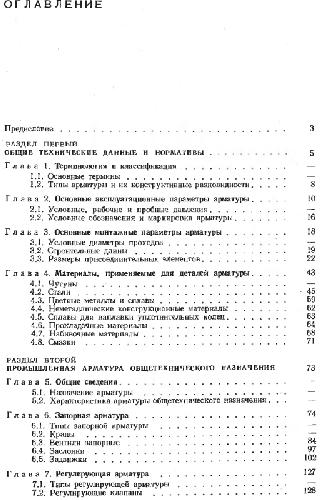 ОГЛАВЛЕНИЕ
Предисловие . . . 3
РАЗДЕЛ ПЕРВЫЙ
ОБЩИЕ ТЕХНИЧЕСКИЕ ДАННЫЕ И НОРМАТИВЫ . . . 5
Глава 1. Терминология и классификация . . . —
1.1. Основные термины . . . —
1.2. Типы арматуры и их конструктивные разновидности . . . 8
Глава 2. Основные эксплуатационные параметры арматуры . . . 10
2.1. Условные, рабочие и пробные давления . . . —
2.2. Условные обозначения и маркировка арматуры . . . 16
Глава 3. Основные монтажные параметры арматуры . . . 18
3.1. Условные диаметры проходов . . . —
3.2. Строительные длины . . . 19
3.3. Размеры присоединительных элементов . . . 22
Глава 4. Материалы, применяемые для деталей арматуры . . . 43
4.1. Чугуны . . . —
4.2. Стали . . . 45
4.3. Цветные металлы и сплавы . . . 59
4.4. Неметаллические конструкционные материалы . . . 62
4.5. Сплавы для наплавки уплотнительных колец . . . 63
4.6. Прокладочные материалы . . . 64
4.7. Набивочные материалы . . . 68
4.8. Смазки . . . 71
РАЗДЕЛ ВТОРОЙ
ПРОМЫШЛЕННАЯ АРМАТУРА ОБЩЕТЕХНИЧЕСКОГО НАЗНАЧЕНИЯ 73
Глава 5. Общие сведения . . . —
5.1. Назначение арматуры . . . —
5.2. Характеристика арматуры общетехнического назначения . . . —
Глава 6. Запорная арматура . . . 74
6.1. Типы запорной арматуры . . . —
6.2. Краны . . . —
6.3. Вентили запорные . . . 84
6.4. Заслонки . . . 97
6.5. Задвижки . . . 102
Глава 7. Регулирующая арматура . . . 127
7.1. Типы регулирующей арматуры . . . —
7.2. Регулирующие клапаны . . . 128